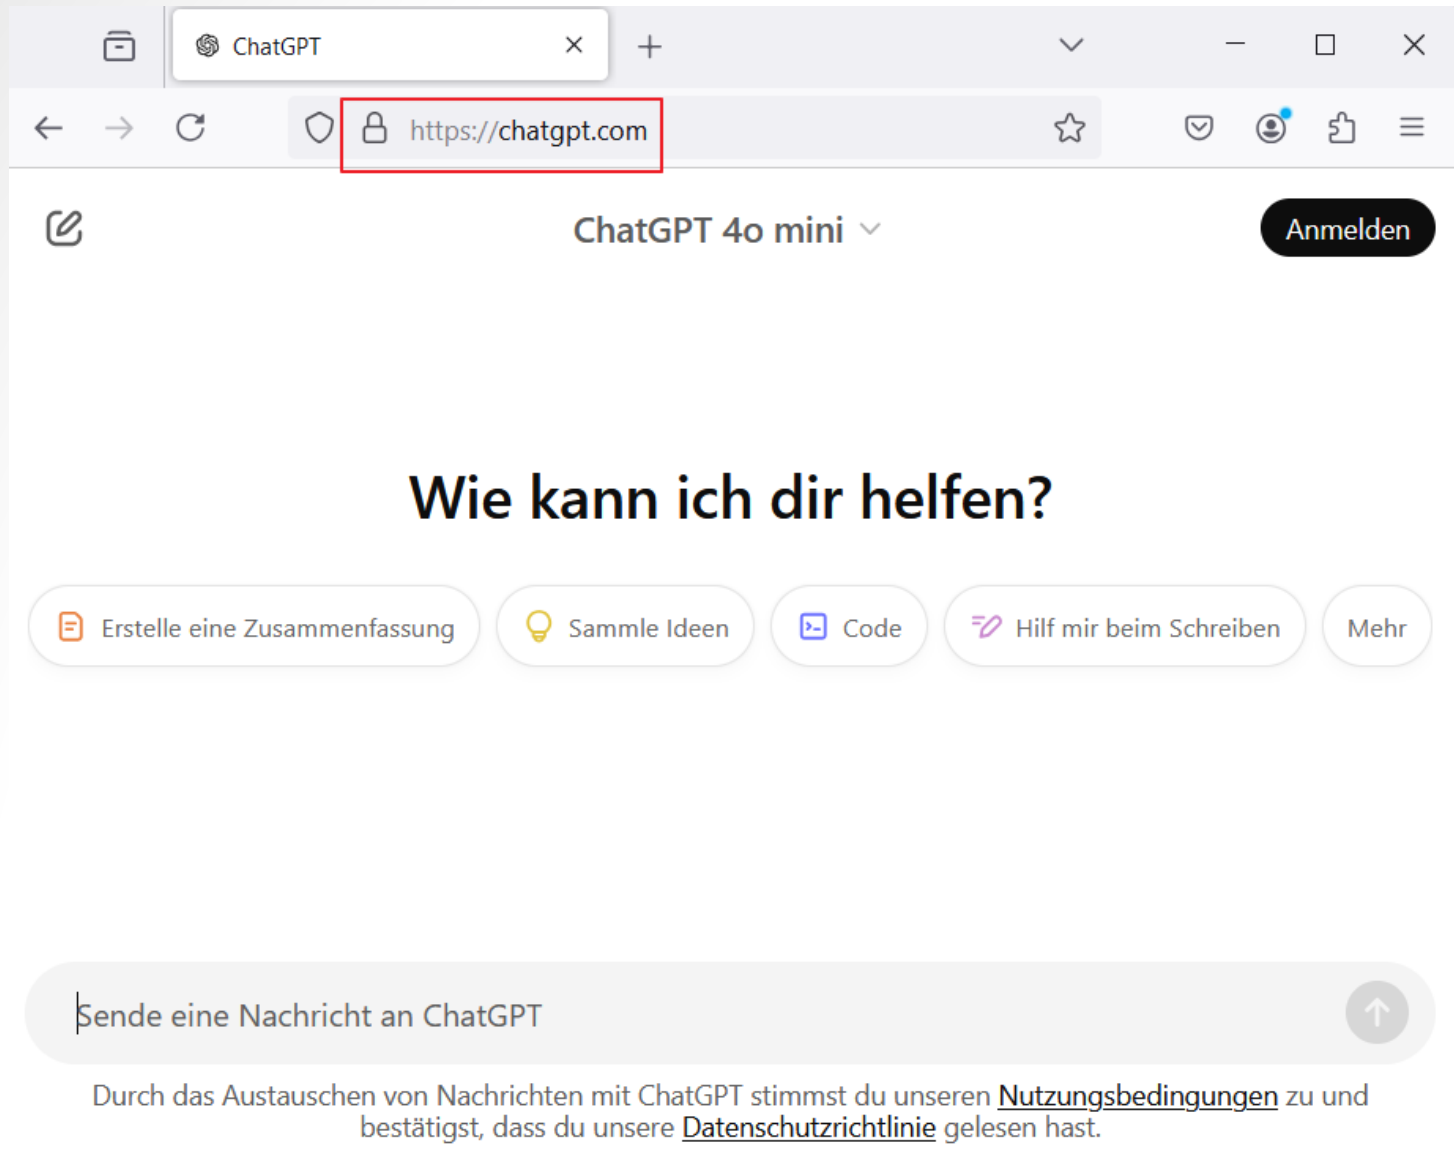 ChatGPT
https://chatgpt.com
ChatGPT 4o mini
Anmelden
Wie kann ich dir helfen?
Erstelle eine Zusammenfassung
Sammle Ideen
Code
Hilf mir beim Schreiben
Mehr
Sende eine Nachricht an ChatGPT
Durch das Austauschen von Nachrichten mit ChatGPT stimmst du unseren Nutzungsbedingungen zu und
bestätigst, dass du unsere Datenschutzrichtlinie gelesen hast.